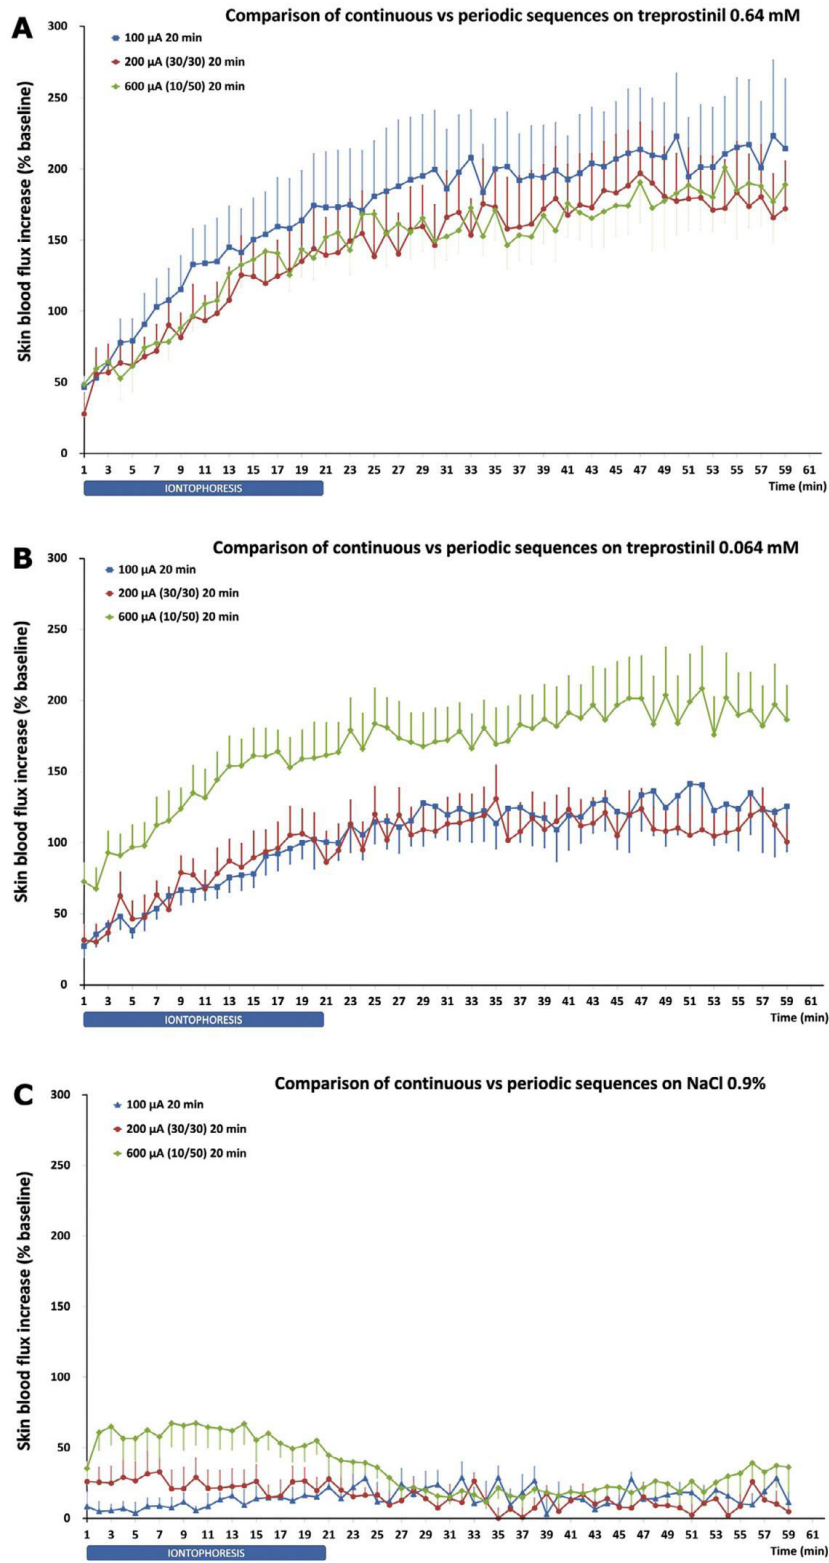 A
Comparison of continuous vs periodic sequences on treprostinil 0.64 mM
300
100 µA 20 min
200 µA (30/30) 20 min
600 µA (10/50) 20 min
250
200
150
100
50
0
Skin blood flux increase (% baseline)
1 3 5 7 9 11 13 15 17 19 21 23 25 27 29 31 33 35 37 39 41 43 45 47 49 51 53 55 57 59 61
IONTOPHORESIS
Time (min)
B
Comparison of continuous vs periodic sequences on treprostinil 0.064 mM
300
100 µA 20 min
200 µA (30/30) 20 min
600 µA (10/50) 20 min
250
200
150
100
50
0
Skin blood flux increase (% baseline)
1 3 5 7 9 11 13 15 17 19 21 23 25 27 29 31 33 35 37 39 41 43 45 47 49 51 53 55 57 59 61
IONTOPHORESIS
Time (min)
C
Comparison of continuous vs periodic sequences on NaCl 0.9%
300
100 µA 20 min
200 µA (30/30) 20 min
600 µA (10/50) 20 min
250
200
150
100
50
0
Skin blood flux increase (% baseline)
1 3 5 7 9 11 13 15 17 19 21 23 25 27 29 31 33 35 37 39 41 43 45 47 49 51 53 55 57 59 61
IONTOPHORESIS
Time (min)